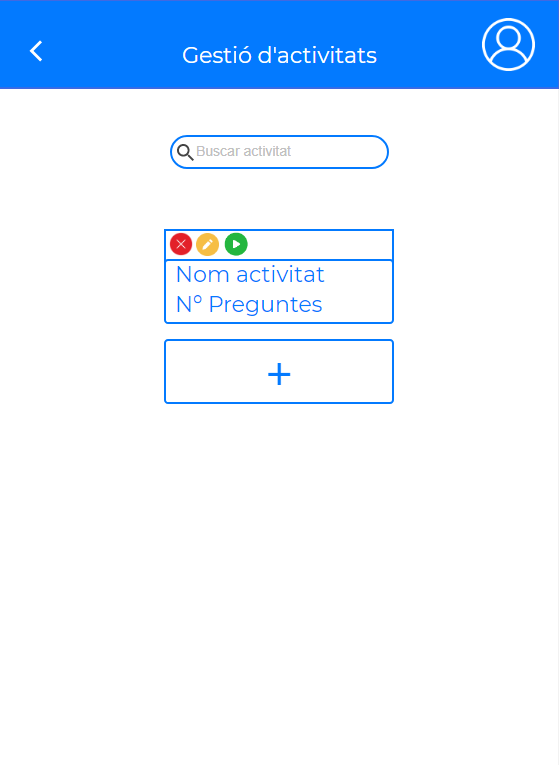 Gestió d'activitats
Buscar activitat
Nom activitat
Nº Preguntes
+